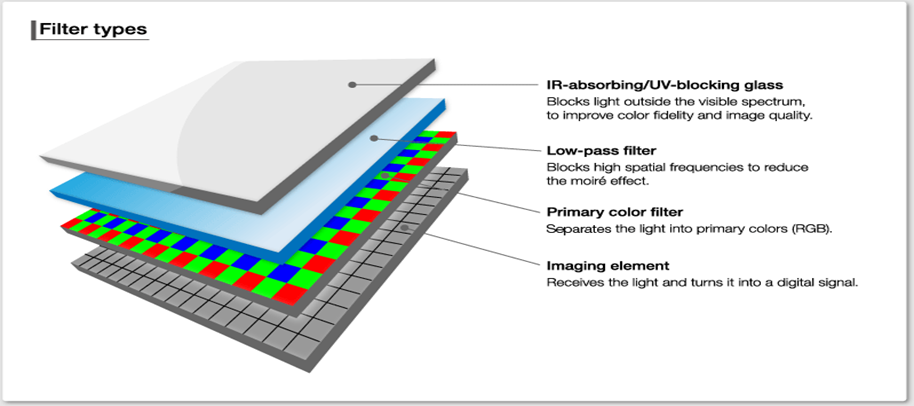 Filter types
IR-absorbing/UV-blocking glass
Blocks light outside the visible spectrum,
to improve color fidelity and image quality.
Low-pass filter
Blocks high spatial frequencies to reduce
the moiré effect.
Primary color filter
Separates the light into primary colors (RGB).
Imaging element
Receives the light and turns it into a digital signal.